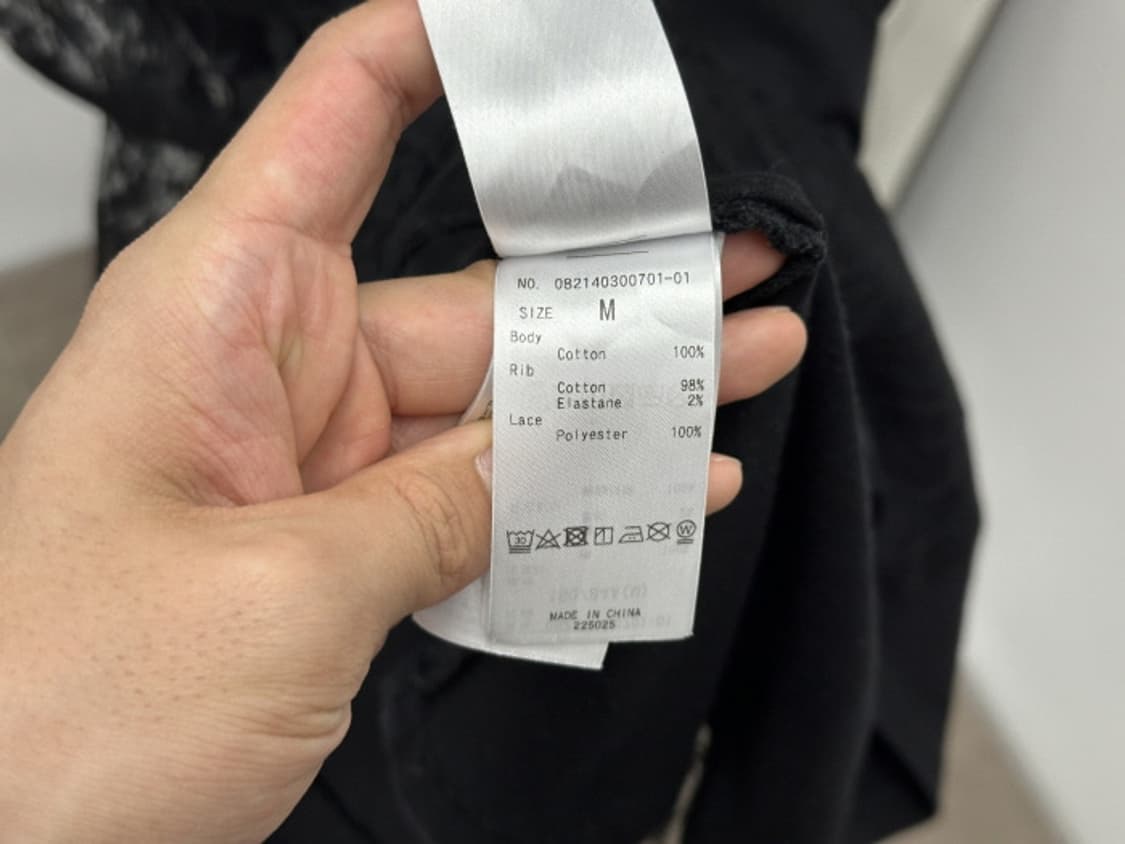 NO. 082140300701-01
SIZE M
Body
Cotton 100%
Rib
Cotton 98%
Elastane 2%
Lace
Polyester 100%
30 W
MADE IN CHINA
225025